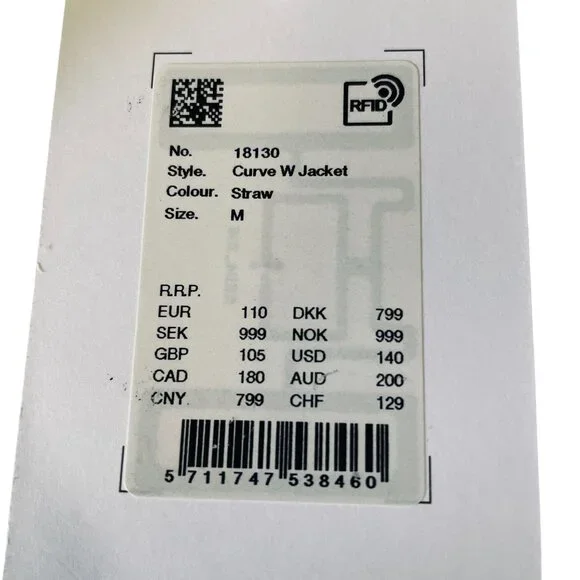 RFID
No. 18130
Style. Curve W Jacket
Colour. Straw
Size. M
R.R.P.
EUR 110 DKK 799
SEK 999 NOK 999
GBP 105 USD 140
CAD 180 AUD 200
CNY. 799 CHF 129
5 711747 538460